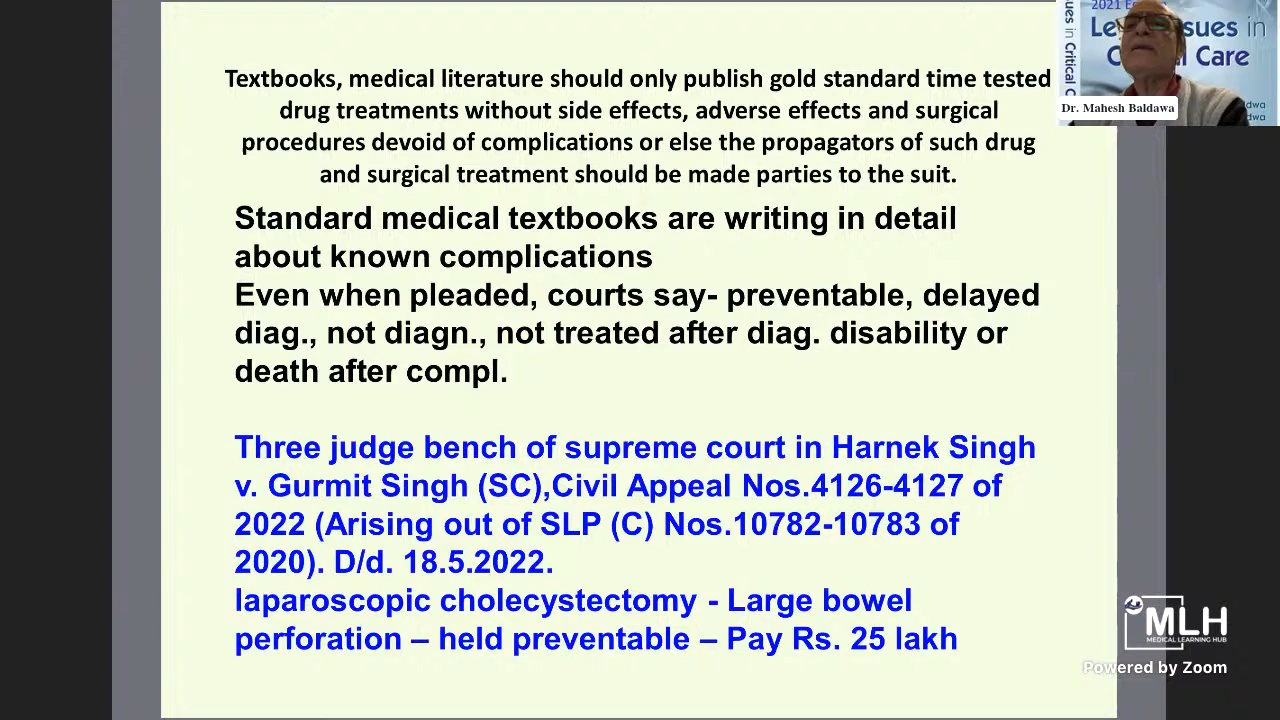 Textbooks, medical literature should only publish gold standard time tested
drug treatments without side effects, adverse effects and surgical
procedures devoid of complications or else the propagators of such drug
and surgical treatment should be made parties to the suit.
Standard medical textbooks are writing in detail
about known complications
Even when pleaded, courts say- preventable, delayed
diag., not diagn., not treated after diag. disability or
death after compl.
Three judge bench of supreme court in Harnek Singh
v. Gurmit Singh (SC),Civil Appeal Nos.4126-4127 of
2022 (Arising out of SLP (C) Nos.10782-10783 of
2020). D/d. 18.5.2022.
laparoscopic cholecystectomy - Large bowel
perforation – held preventable – Pay Rs. 25 lakh
2021
Care
Dr. Mahesh Baldawa
MLH
MEDICAL LEARNING HUB
Powered by Zoom